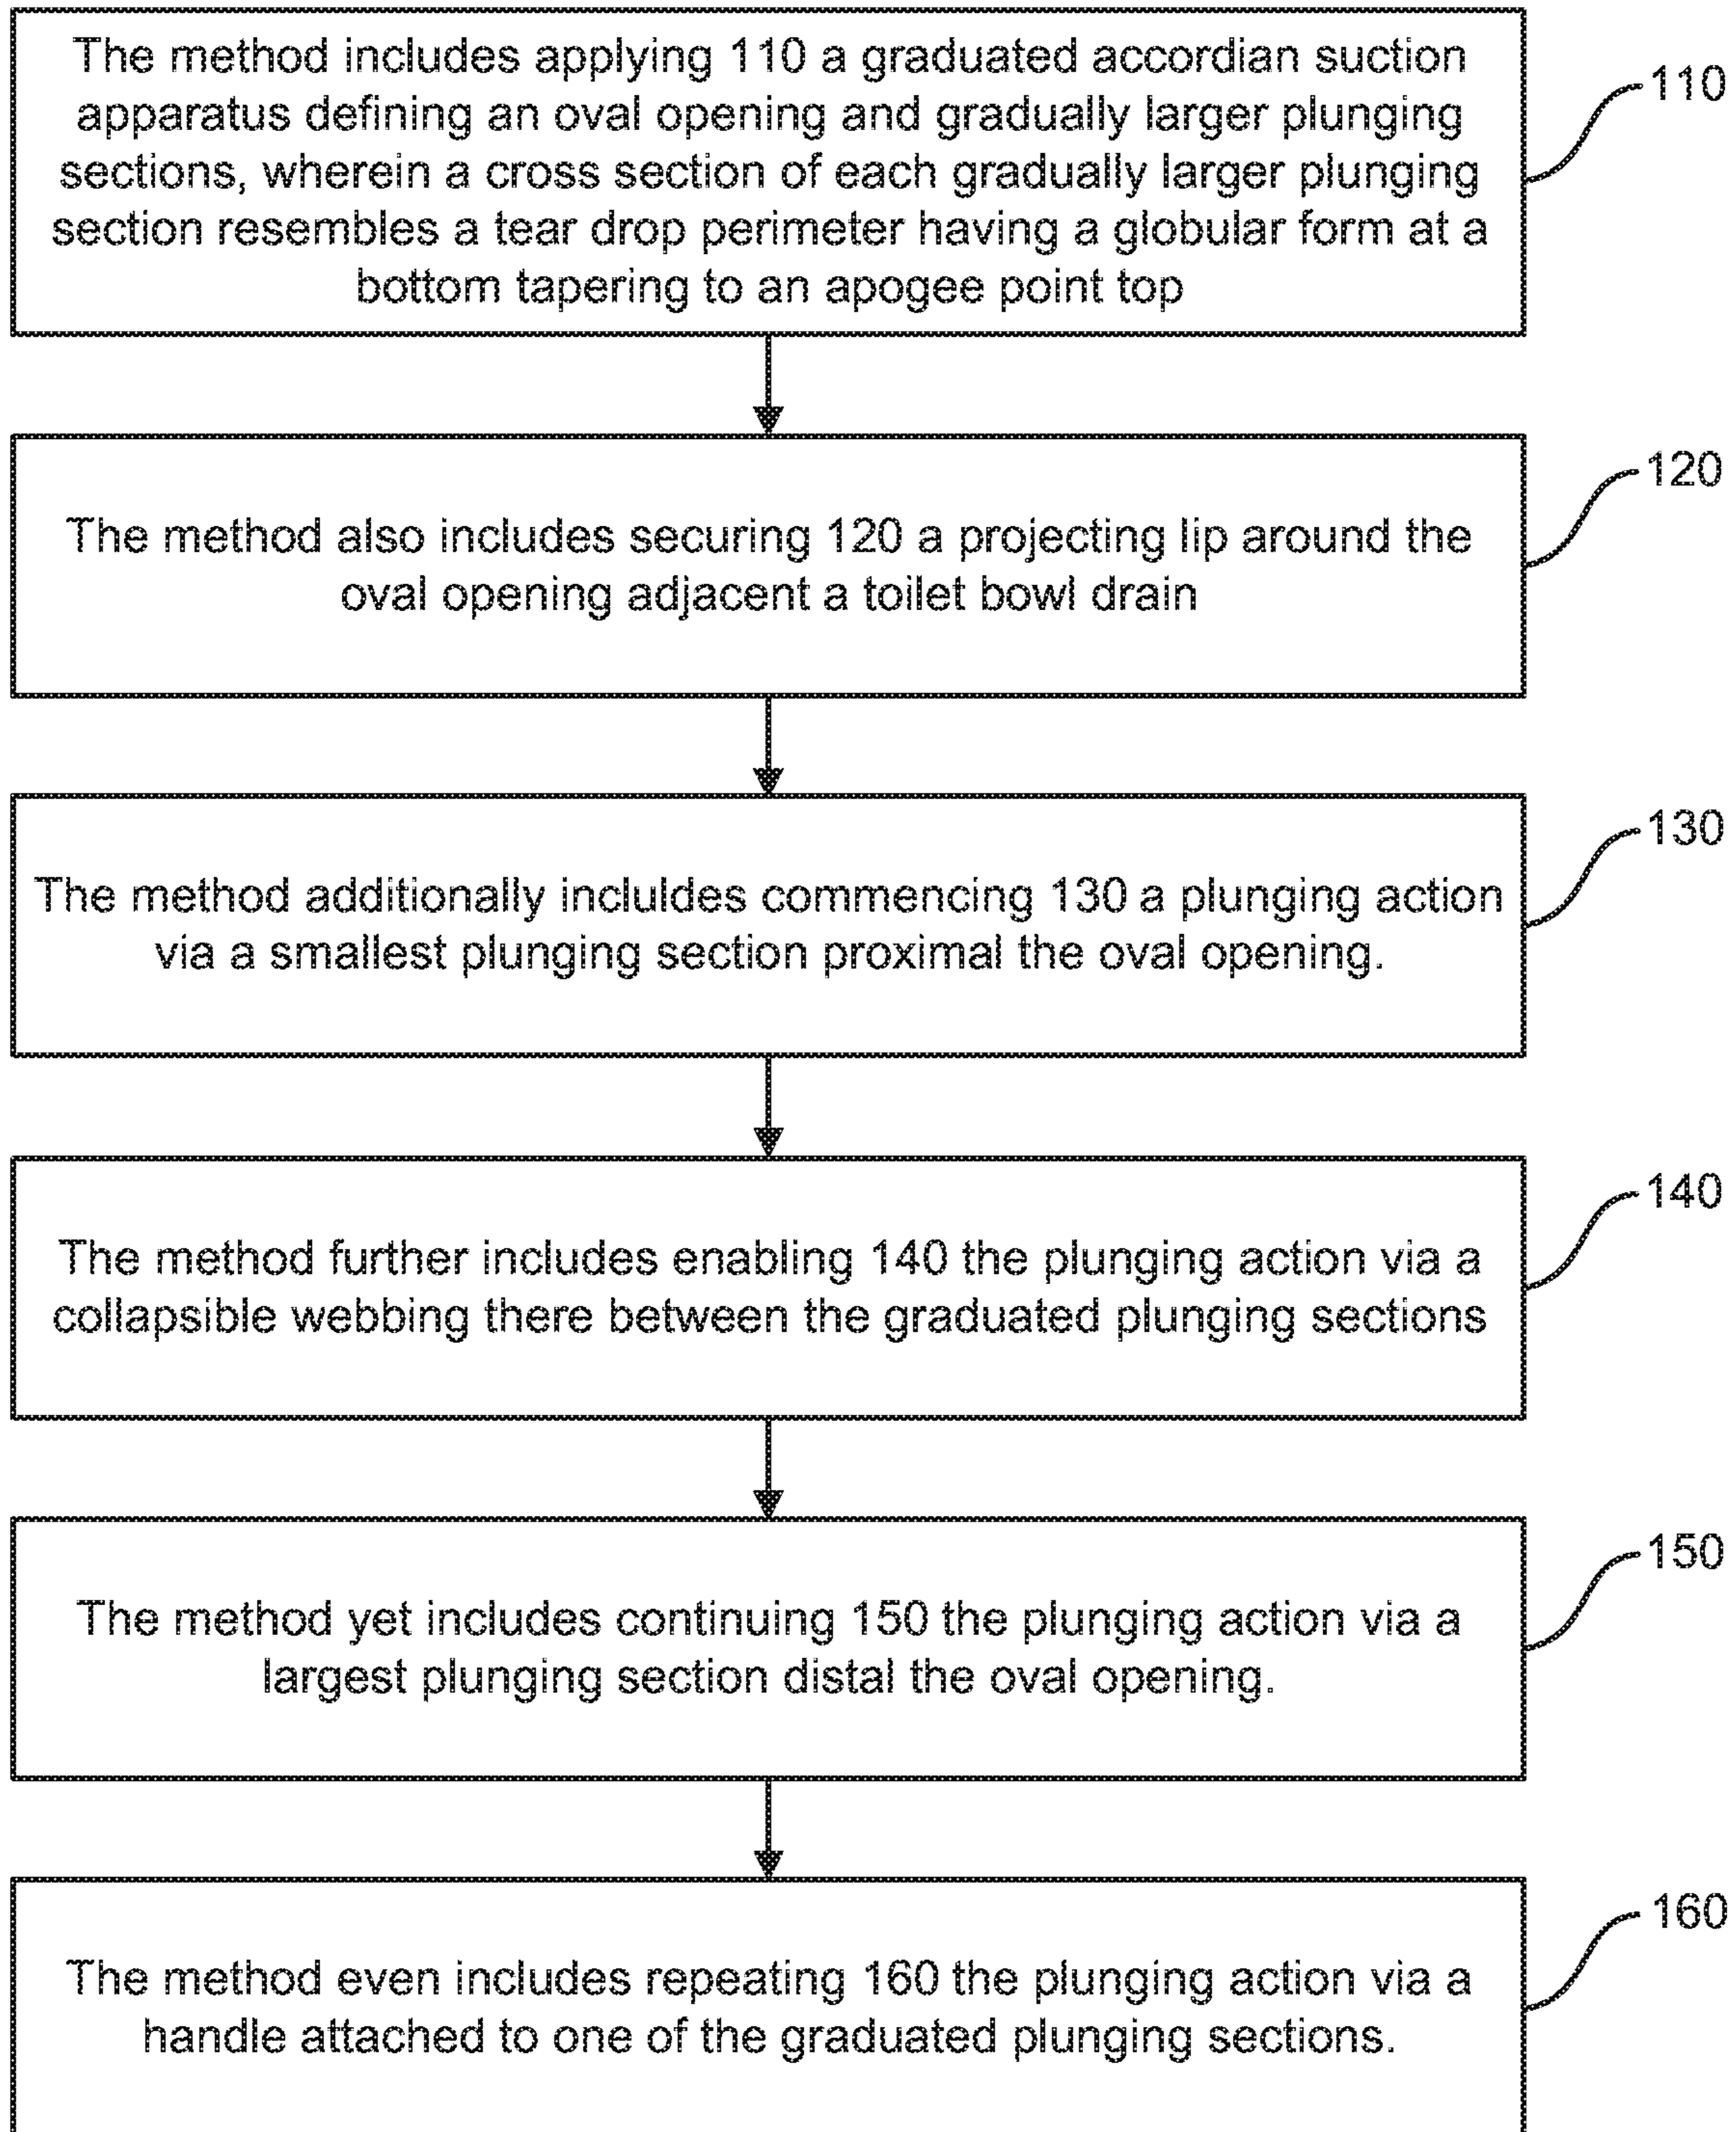 The method includes applying 110 a graduated accordian suction
apparatus defining an oval opening and gradually larger plunging
sections, wherein a cross section of each gradually larger plunging
section resembles a tear drop perimeter having a globular form at a
bottom tapering to an apogee point top
110
The method also includes securing 120 a projecting lip around the
oval opening adjacent a toilet bowl drain
120
The method additionally incluldes commencing 130 a plunging action
via a smallest plunging section proximal the oval opening.
130
The method further includes enabling 140 the plunging action via a
collapsible webbing there between the graduated plunging sections
140
The method yet includes continuing 150 the plunging action via a
largest plunging section distal the oval opening.
150
The method even includes repeating 160 the plunging action via a
handle attached to one of the graduated plunging sections.
160